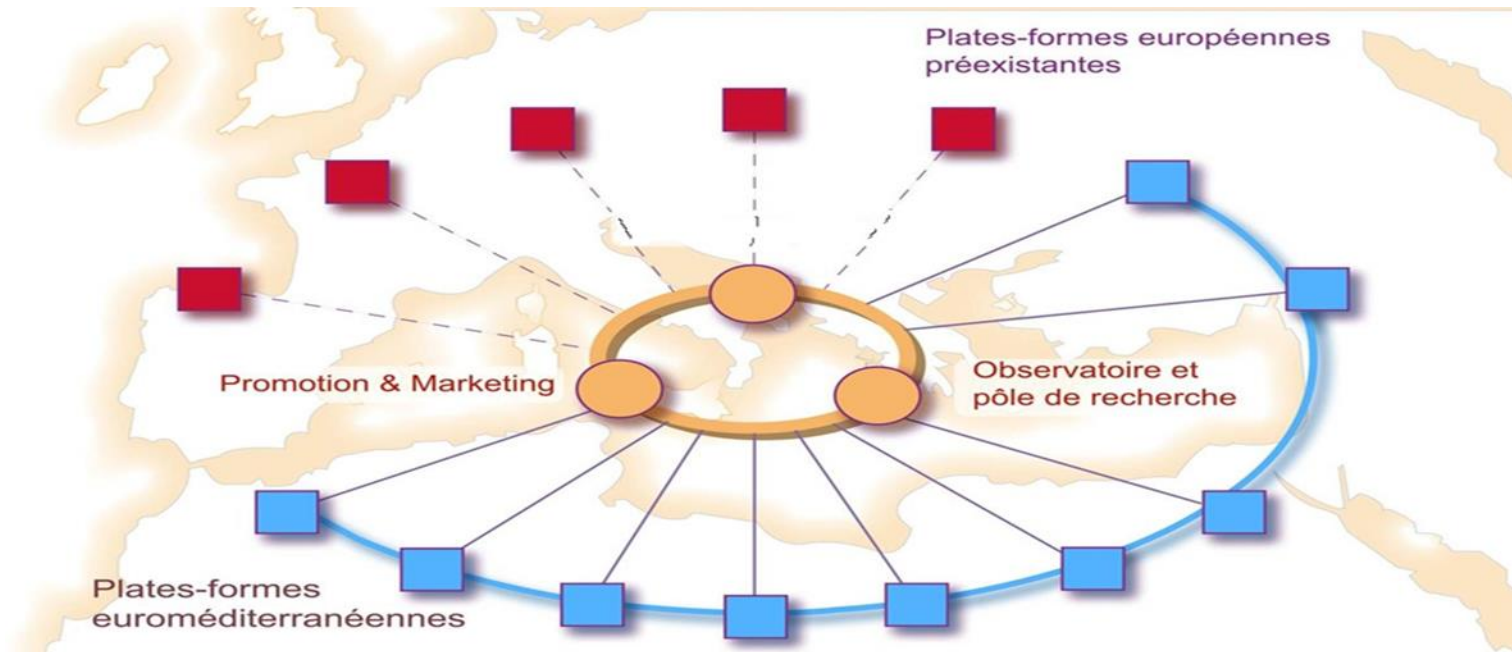 Plates-formes européennes
préexistantes
Promotion & Marketing
Observatoire et
pôle de recherche
Plates-formes
euroméditerranéennes